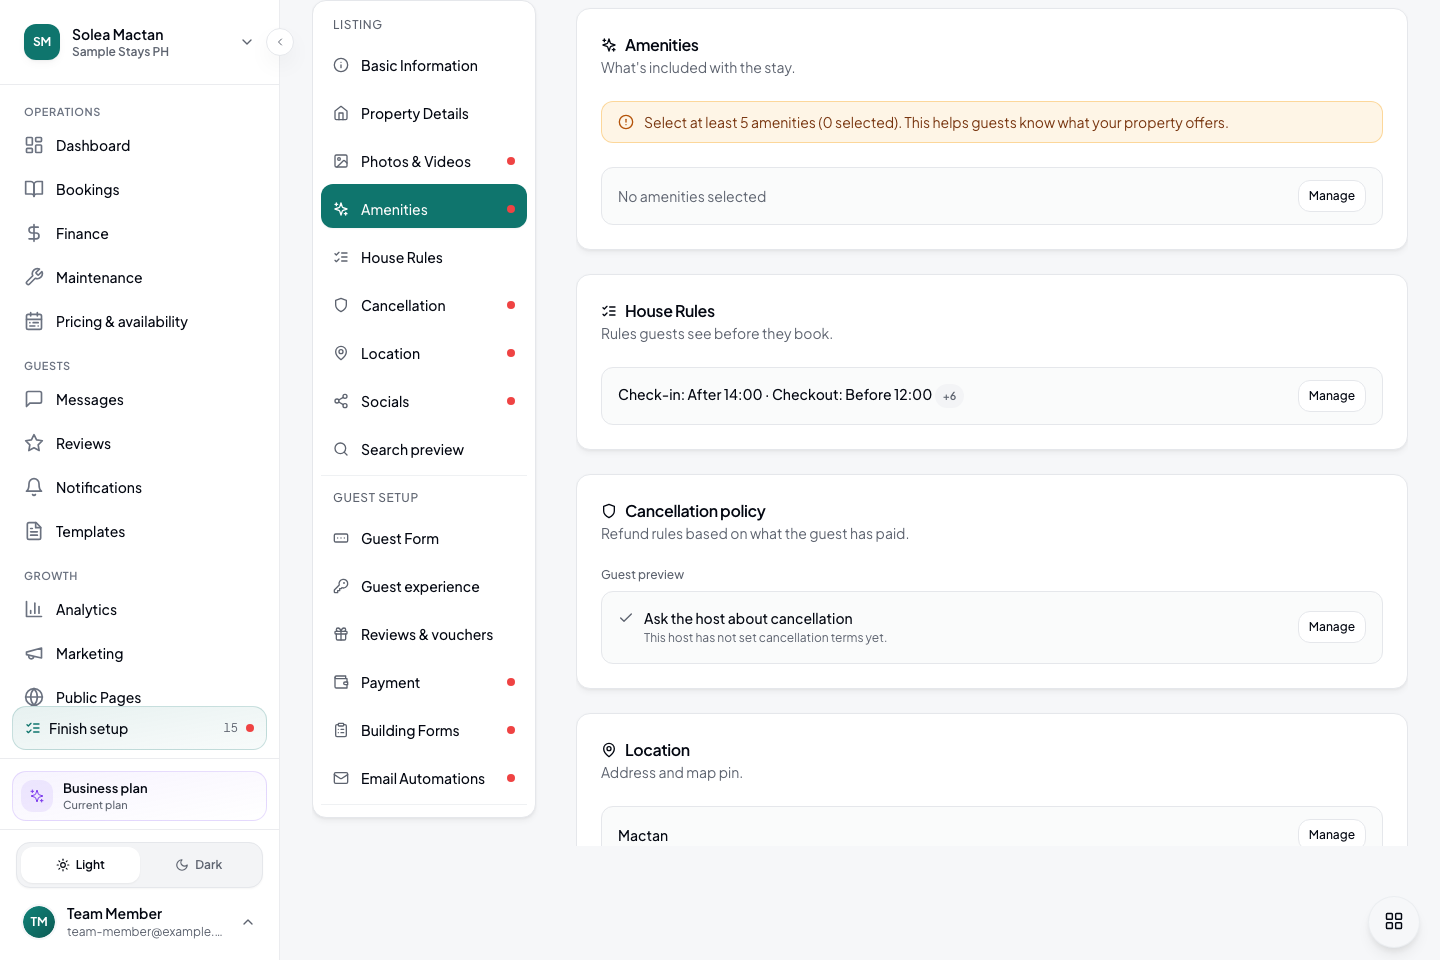 SM
Solea Mactan
Sample Stays PH
OPERATIONS
Dashboard
Bookings
Finance
Maintenance
Pricing & availability
GUESTS
Messages
Reviews
Notifications
Templates
GROWTH
Analytics
Marketing
Public Pages
Finish setup 15
Business plan
Current plan
Light Dark
TM
Team Member
team-member@example....
LISTING
Basic Information
Property Details
Photos & Videos
Amenities
House Rules
Cancellation
Location
Socials
Search preview
GUEST SETUP
Guest Form
Guest experience
Reviews & vouchers
Payment
Building Forms
Email Automations
Amenities
What's included with the stay.
Select at least 5 amenities (0 selected). This helps guests know what your property offers.
No amenities selected Manage
House Rules
Rules guests see before they book.
Check-in: After 14:00 · Checkout: Before 12:00 +6 Manage
Cancellation policy
Refund rules based on what the guest has paid.
Guest preview
Ask the host about cancellation
This host has not set cancellation terms yet.
Manage
Location
Address and map pin.
Mactan Manage